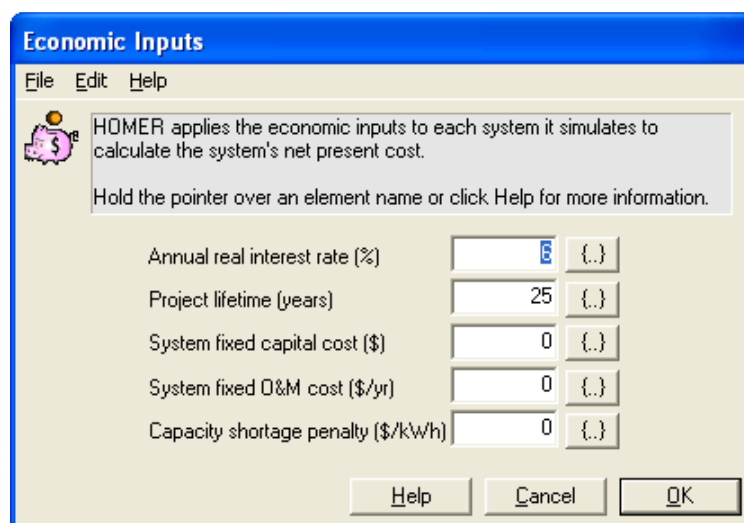 Economic Inputs
File Edit Help
HOMER applies the economic inputs to each system it simulates to
calculate the system's net present cost.
Hold the pointer over an element name or click Help for more information.
Annual real interest rate (%) 6 {..}
Project lifetime (years) 25 {..}
System fixed capital cost ($) 0 {..}
System fixed O&M cost ($/yr) 0 {..}
Capacity shortage penalty ($/kWh) 0 {..}
Help Cancel OK